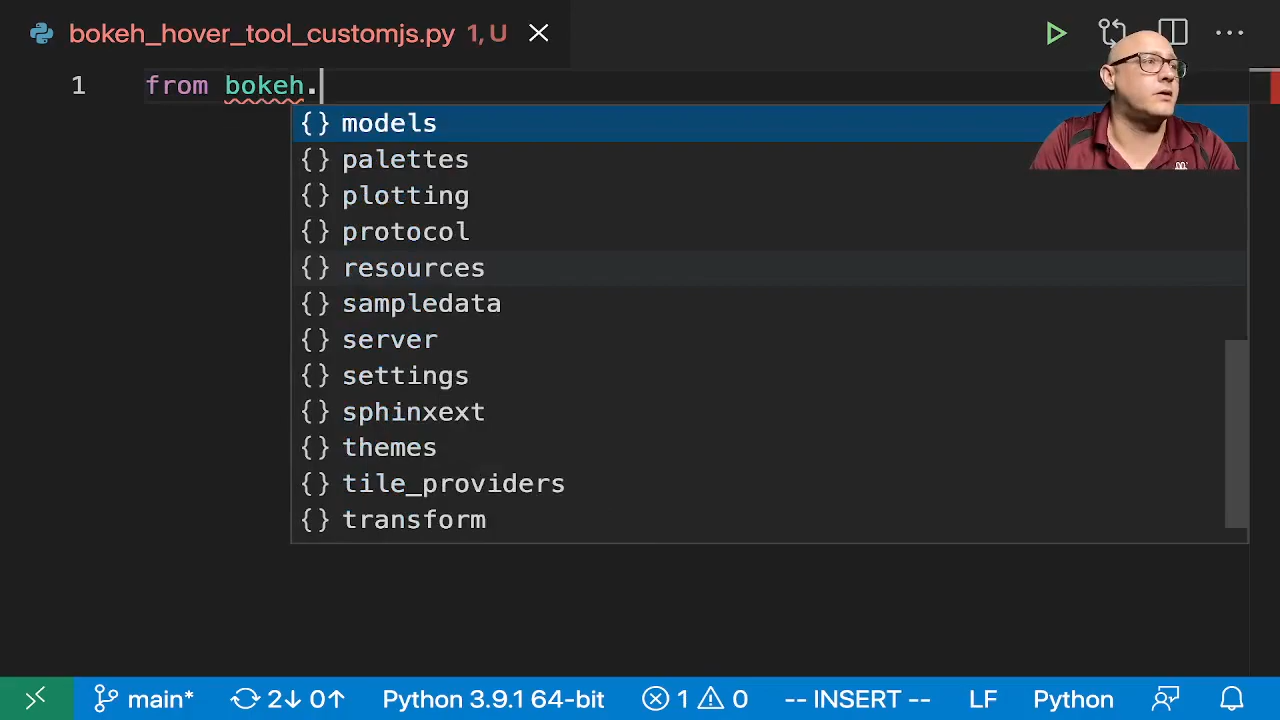 bokeh_hover_tool_customjs.py 1, U
1 from bokeh.
{} models
{} palettes
{} plotting
{} protocol
{} resources
{} sampledata
{} server
{} settings
{} sphinxext
{} themes
{} tile_providers
{} transform
main* 2↓ 0↑ Python 3.9.1 64-bit 1 0 -- INSERT -- LF Python